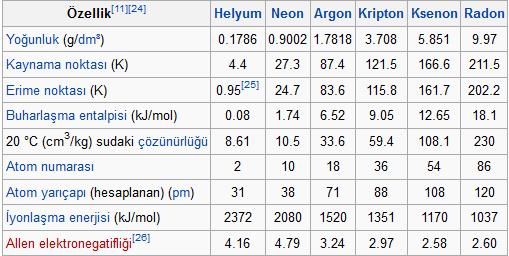 Özellik[11][24] Helyum Neon Argon Kripton Ksenon Radon
Yoğunluk (g/dm³) 0.1786 0.9002 1.7818 3.708 5.851 9.97
Kaynama noktası (K) 4.4 27.3 87.4 121.5 166.6 211.5
Erime noktası (K) 0.95[25] 24.7 83.6 115.8 161.7 202.2
Buharlaşma entalpisi (kJ/mol) 0.08 1.74 6.52 9.05 12.65 18.1
20 °C (cm3/kg) sudaki çözünürlüğü 8.61 10.5 33.6 59.4 108.1 230
Atom numarası 2 10 18 36 54 86
Atom yarıçapı (hesaplanan) (pm) 31 38 71 88 108 120
İyonlaşma enerjisi (kJ/mol) 2372 2080 1520 1351 1170 1037
Allen elektronegatifliği[26] 4.16 4.79 3.24 2.97 2.58 2.60